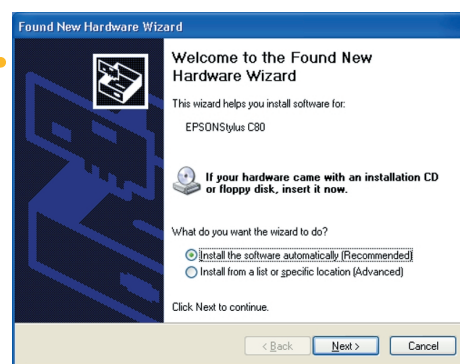 Found New Hardware Wizard
Welcome to the Found New
Hardware Wizard
This wizard helps you install software for:
EPSONStylus C80
If your hardware came with an installation CD
or floppy disk, insert it now.
What do you want the wizard to do?
Install the software automatically (Recommended)
Install from a list or specific location (Advanced)
Click Next to continue.
< Back
Next >
Cancel